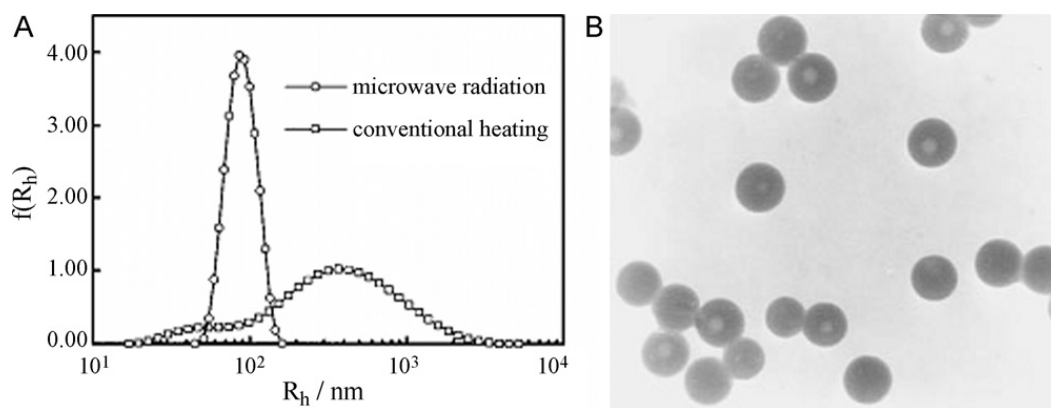 A
B
4.00
3.00
2.00
1.00
0.00
f(Rₕ)
microwave radiation
conventional heating
10¹
10²
10³
10⁴
Rₕ / nm